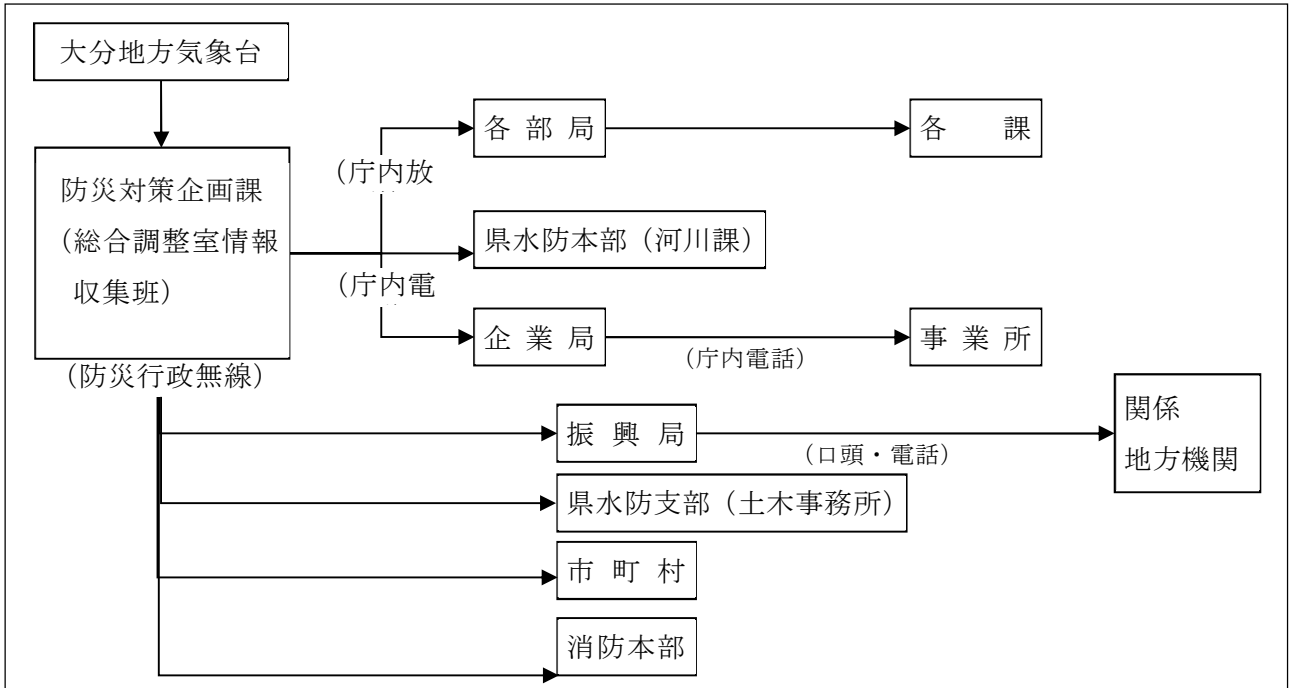 大分地方気象台
各部局
各　課
（庁内放
防災対策企画課
（総合調整室情報
収集班）
県水防本部（河川課）
（庁内電
企業局
（庁内電話）
事業所
（防災行政無線）
振興局
（口頭・電話）
関係
地方機関
県水防支部（土木事務所）
市町村
消防本部